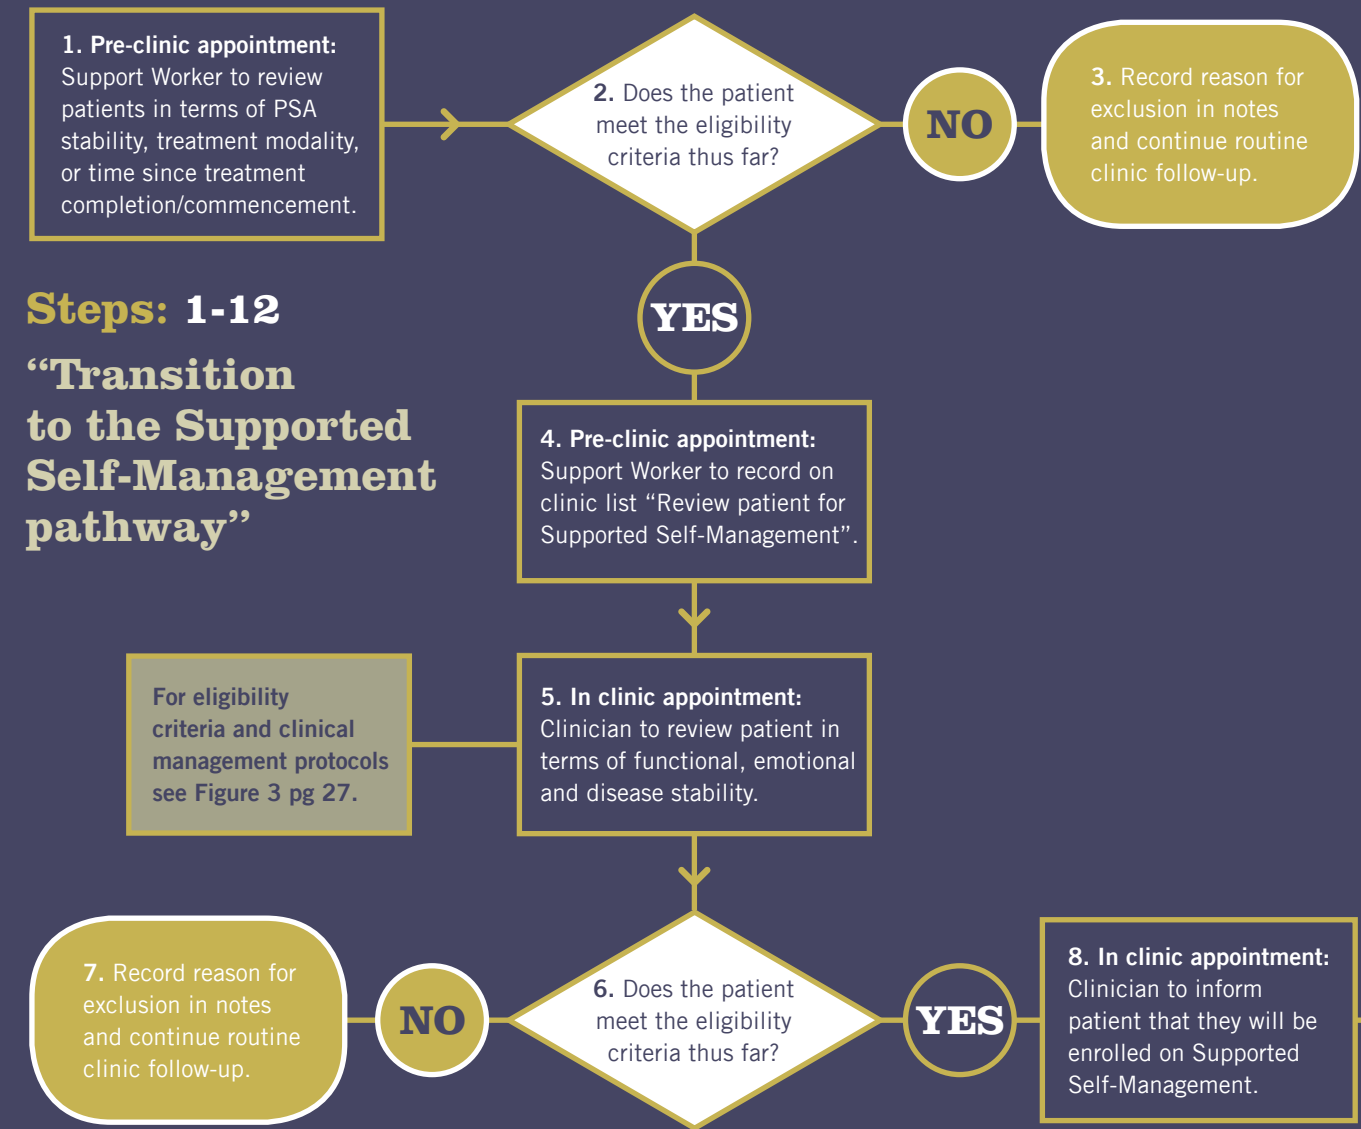 1. Pre-clinic appointment:
Support Worker to review
patients in terms of PSA
stability, treatment modality,
or time since treatment
completion/commencement.
2. Does the patient
meet the eligibility
criteria thus far?
NO
3. Record reason for
exclusion in notes
and continue routine
clinic follow-up.
YES
Steps: 1-12
“Transition
to the Supported
Self-Management
pathway”
4. Pre-clinic appointment:
Support Worker to record on
clinic list “Review patient for
Supported Self-Management”.
For eligibility
criteria and clinical
management protocols
see Figure 3 pg 27.
5. In clinic appointment:
Clinician to review patient in
terms of functional, emotional
and disease stability.
6. Does the patient
meet the eligibility
criteria thus far?
NO
7. Record reason for
exclusion in notes
and continue routine
clinic follow-up.
YES
8. In clinic appointment:
Clinician to inform
patient that they will be
enrolled on Supported
Self-Management.